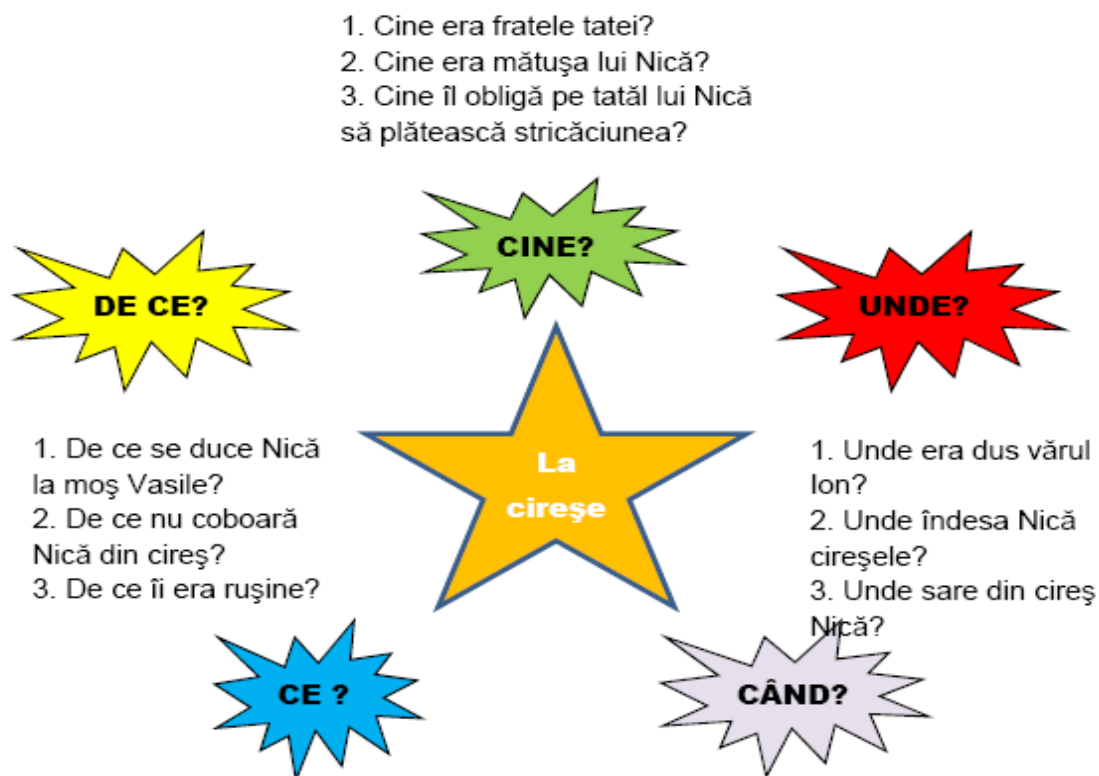 1. Cine era fratele tatei?
2. Cine era mătuşa lui Nică?
3. Cine îl obligă pe tatăl lui Nică
să plătească stricăciunea?
CINE?
DE CE?
UNDE?
1. De ce se duce Nică
la moş Vasile?
2. De ce nu coboară
Nică din cireş?
3. De ce îi era ruşine?
La
cireşe
1. Unde era dus vărul
Ion?
2. Unde îndesa Nică
cireşele?
3. Unde sare din cireş
Nică?
CE ?
CÂND?